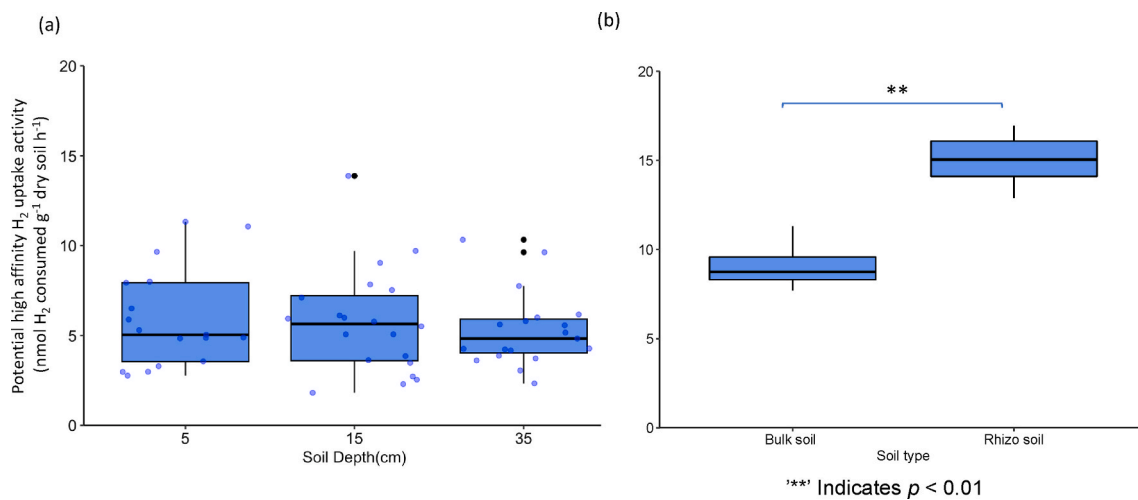 (a)
Potential high affinity H₂ uptake activity
(nmol H₂ consumed g⁻¹ dry soil h⁻¹)
20
15
10
5
0
5 15 35
Soil Depth(cm)
(b)
20
15
10
5
0
**
Bulk soil Rhizo soil
Soil type
'**' Indicates p < 0.01